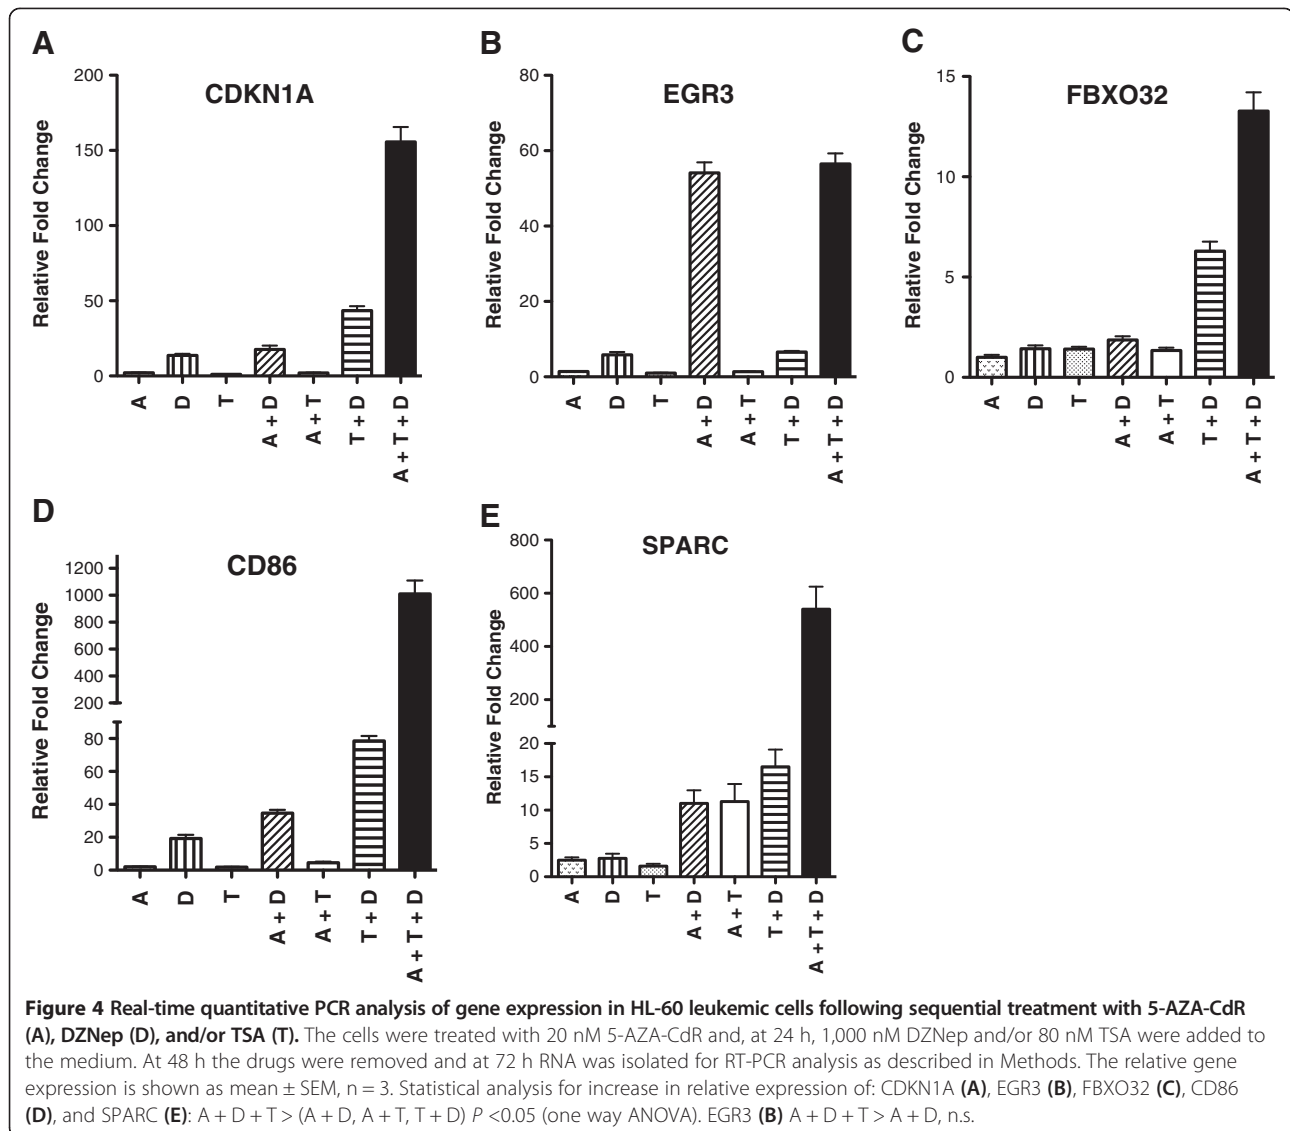 A
CDKN1A
Relative Fold Change
200
150
100
50
0
A
D
T
A + D
A + T
T + D
A + T + D
B
EGR3
Relative Fold Change
80
60
40
20
0
A
D
T
A + D
A + T
T + D
A + T + D
C
FBXO32
Relative Fold Change
15
10
5
0
A
D
T
A + D
A + T
T + D
A + T + D
D
CD86
Relative Fold Change
1200
1000
800
600
400
200
80
60
40
20
0
A
D
T
A + D
A + T
T + D
A + T + D
E
SPARC
Relative Fold Change
800
600
400
200
20
15
10
5
0
A
D
T
A + D
A + T
T + D
A + T + D
Figure 4 Real-time quantitative PCR analysis of gene expression in HL-60 leukemic cells following sequential treatment with 5-AZA-CdR
(A), DZNep (D), and/or TSA (T). The cells were treated with 20 nM 5-AZA-CdR and, at 24 h, 1,000 nM DZNep and/or 80 nM TSA were added to
the medium. At 48 h the drugs were removed and at 72 h RNA was isolated for RT-PCR analysis as described in Methods. The relative gene
expression is shown as mean ± SEM, n = 3. Statistical analysis for increase in relative expression of: CDKN1A (A), EGR3 (B), FBXO32 (C), CD86
(D), and SPARC (E): A + D + T > (A + D, A + T, T + D) P <0.05 (one way ANOVA). EGR3 (B) A + D + T > A + D, n.s.